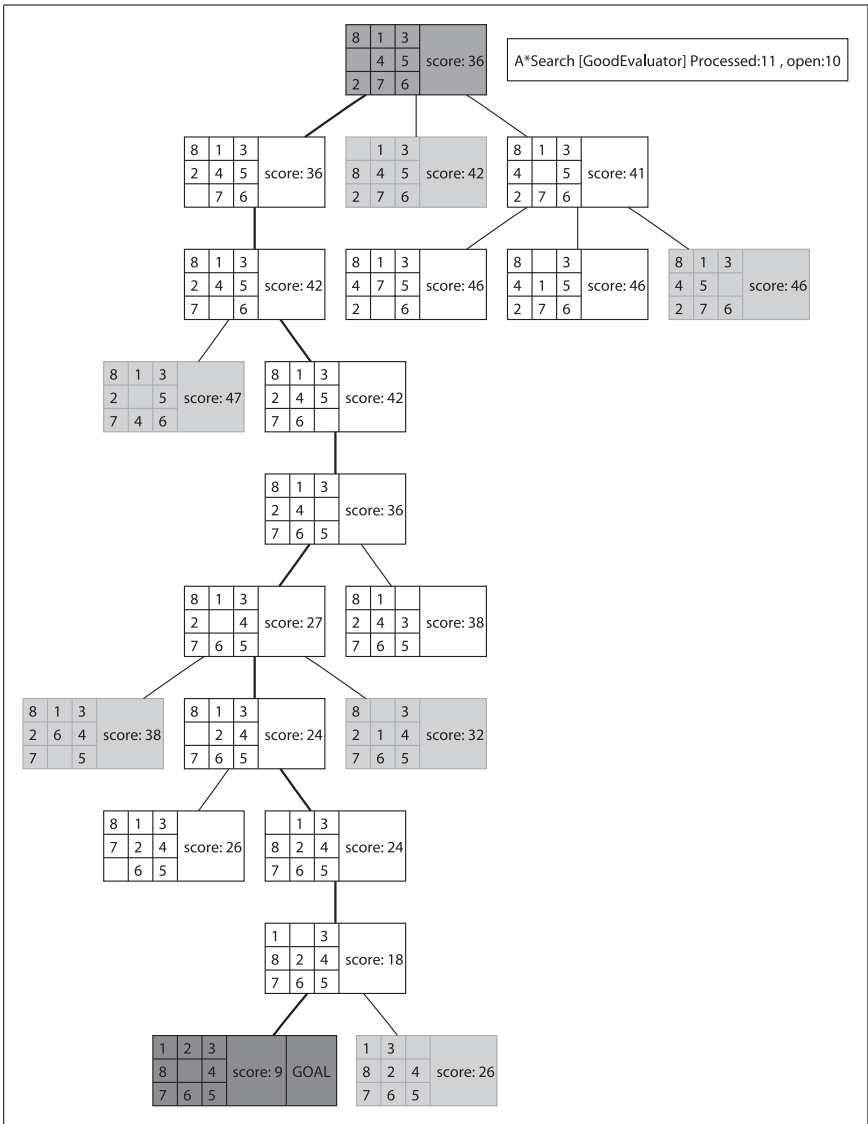 8 1 3
4 5 score: 36
2 7 6
A*Search [GoodEvaluator] Processed:11 , open:10
8 1 3
2 4 5 score: 36
7 6
1 3
8 4 5 score: 42
2 7 6
8 1 3
4 5 score: 41
2 7 6
8 1 3
2 4 5 score: 42
7 6
8 1 3
4 7 5 score: 46
2 6
8 3
4 1 5 score: 46
2 7 6
8 1 3
4 5 score: 46
2 7 6
8 1 3
2 5 score: 47
7 4 6
8 1 3
2 4 5 score: 42
7 6
8 1 3
2 4 score: 36
7 6 5
8 1 3
2 4 score: 27
7 6 5
8 1
2 4 3 score: 38
7 6 5
8 1 3
2 6 4 score: 38
7 5
8 1 3
2 4 score: 24
7 6 5
8 3
2 1 4 score: 32
7 6 5
8 1 3
7 2 4 score: 26
6 5
1 3
8 2 4 score: 24
7 6 5
1 3
8 2 4 score: 18
7 6 5
1 2 3
8 4 score: 9 GOAL
7 6 5
1 3
8 2 4 score: 26
7 6 5